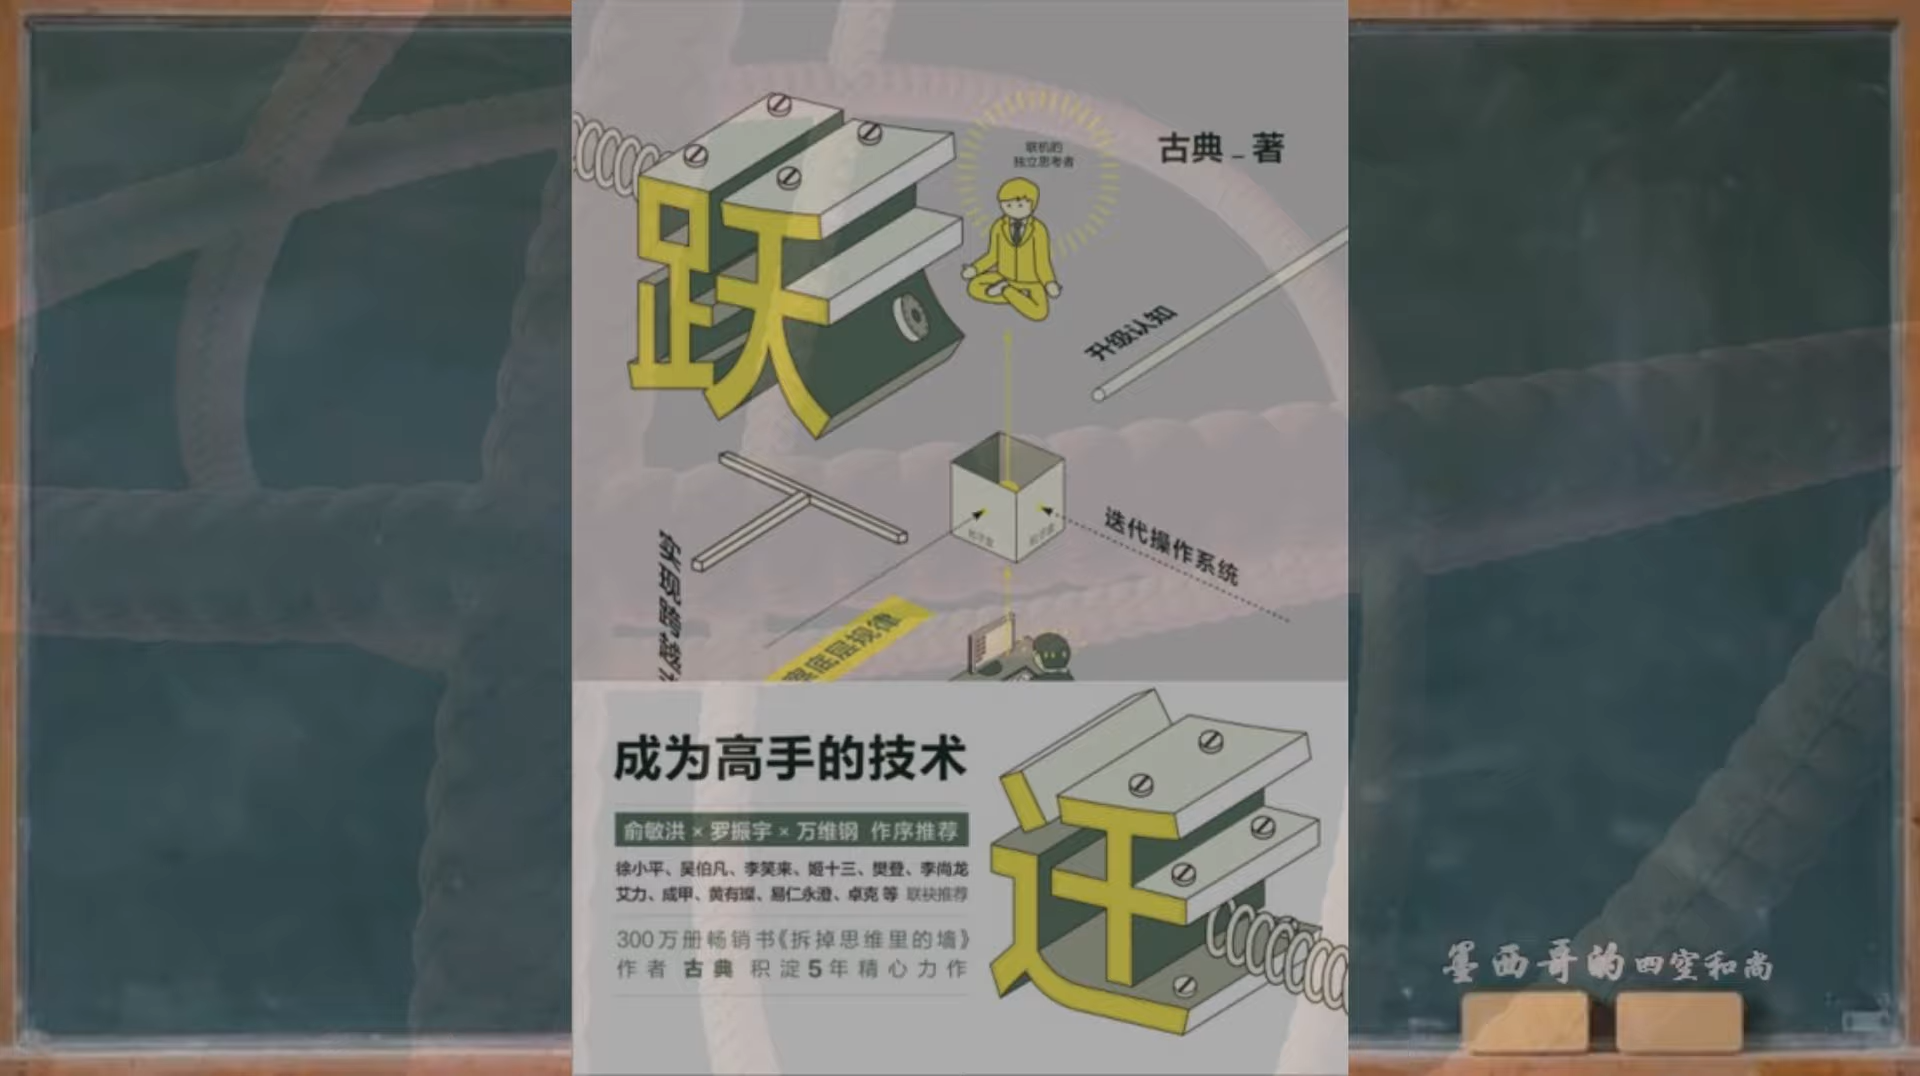 跃
联机的
独立思考者
古典_著
升级认知
迭代操作系统
实现跨越
底层规律
成为高手的技术
俞敏洪×罗振宇×万维钢 作序推荐
徐小平、吴伯凡、李笑来、姬十三、樊登、李尚龙
艾力、成甲、黄有璨、易仁永澄、卓克 等 联袂推荐
300万册畅销书《拆掉思维里的墙》
作者 古典 积淀5年精心力作
迁
墨西哥的四空和尚